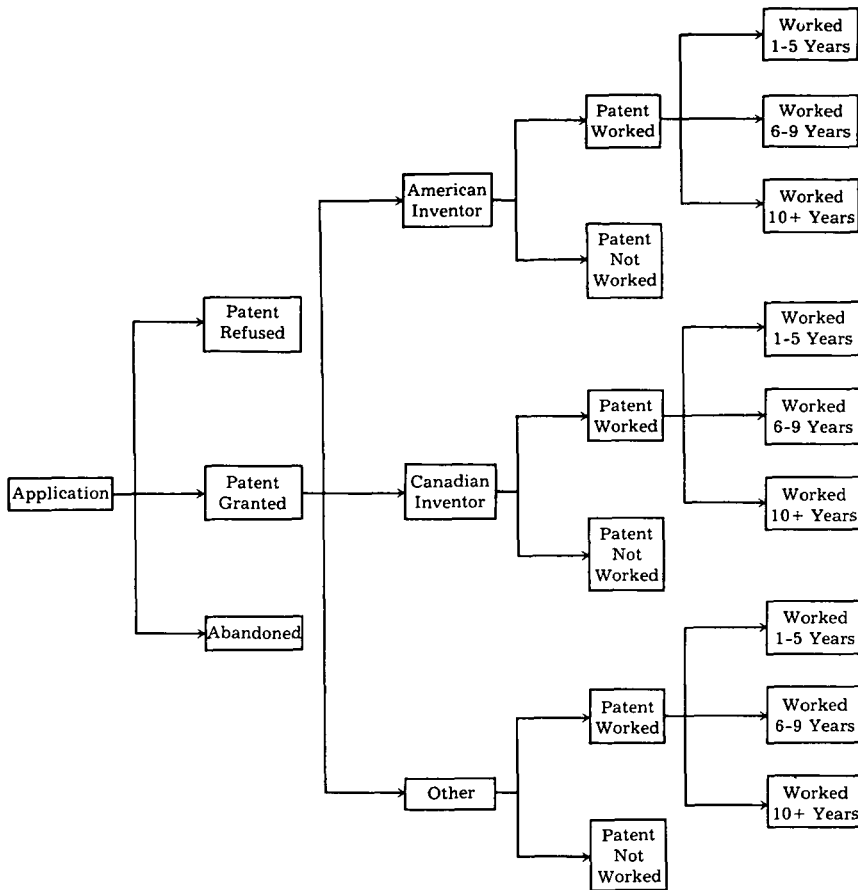 Application
Patent
Refused
Patent
Granted
Abandoned
American
Inventor
Canadian
Inventor
Other
Patent
Worked
Patent
Not
Worked
Patent
Worked
Patent
Not
Worked
Patent
Worked
Patent
Not
Worked
Worked
1-5 Years
Worked
6-9 Years
Worked
10+ Years
Worked
1-5 Years
Worked
6-9 Years
Worked
10+ Years
Worked
1-5 Years
Worked
6-9 Years
Worked
10+ Years